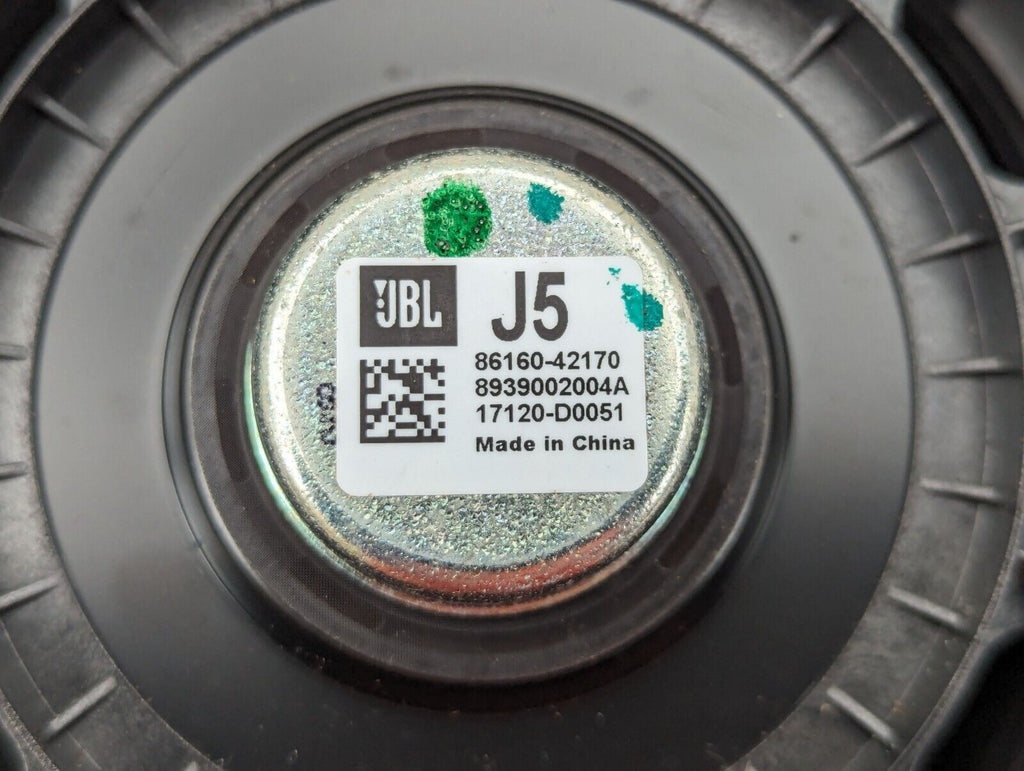 JBL
J5
86160-42170
8939002004A
17120-D0051
Made in China